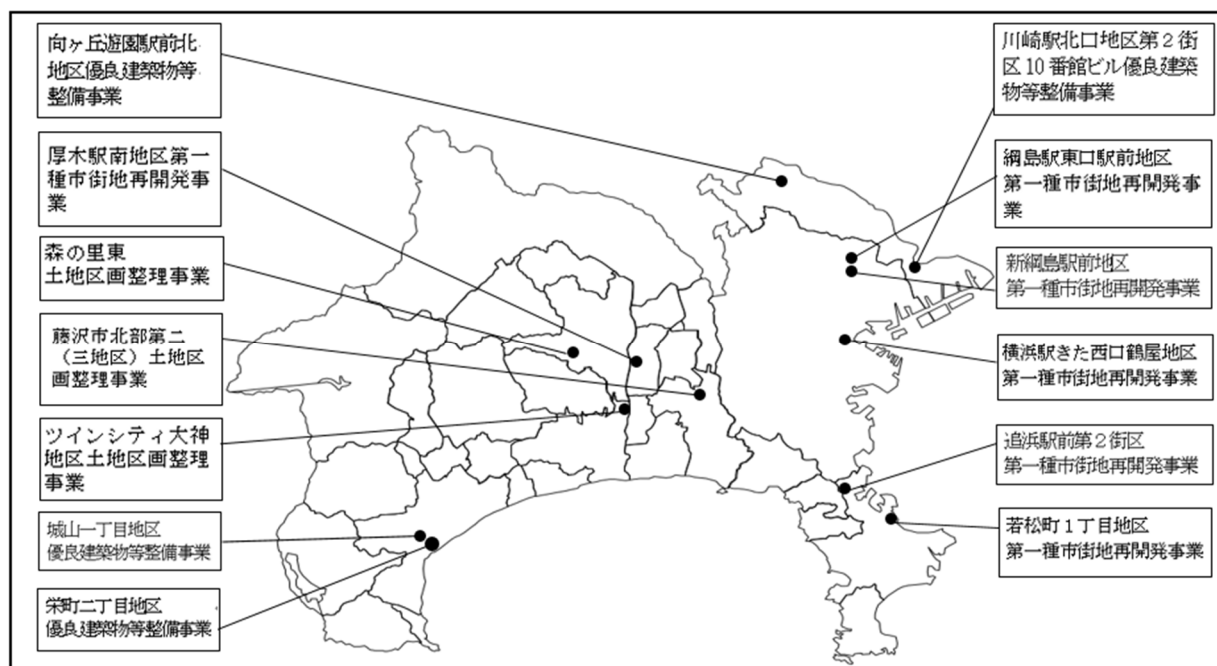 向ヶ丘遊園駅前北
地区優良建築物等
整備事業
厚木駅南地区第一
種市街地再開発事
業
森の里東
土地区画整理事業
藤沢市北部第二
（三地区）土地区
画整理事業
ツインシティ大神
地区土地区画整理
事業
城山一丁目地区
優良建築物等整備事業
栄町二丁目地区
優良建築物等整備事業
川崎駅北口地区第２街
区10番館ビル優良建築
物等整備事業
綱島駅東口駅前地区
第一種市街地再開発事
業
新綱島駅前地区
第一種市街地再開発事業
横浜駅きた西口鶴屋地区
第一種市街地再開発事業
追浜駅前第２街区
第一種市街地再開発事業
若松町１丁目地区
第一種市街地再開発事業